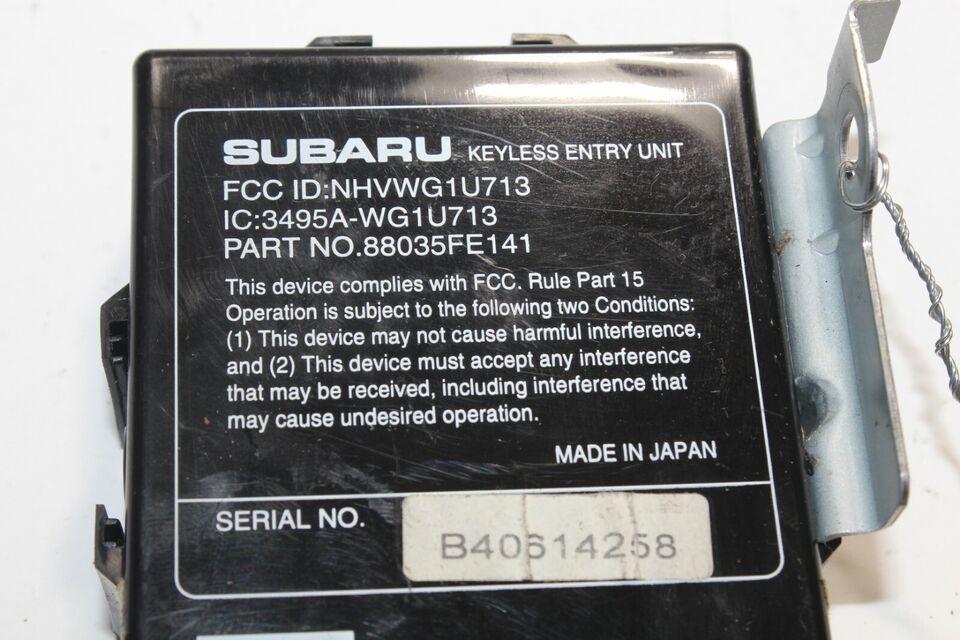 SUBARU KEYLESS ENTRY UNIT
FCC ID:NHVWG1U713
IC:3495A-WG1U713
PART NO.88035FE141
This device complies with FCC. Rule Part 15
Operation is subject to the following two Conditions:
(1) This device may not cause harmful interference,
and (2) This device must accept any interference
that may be received, including interference that
may cause undesired operation.
MADE IN JAPAN
SERIAL NO. B40614258